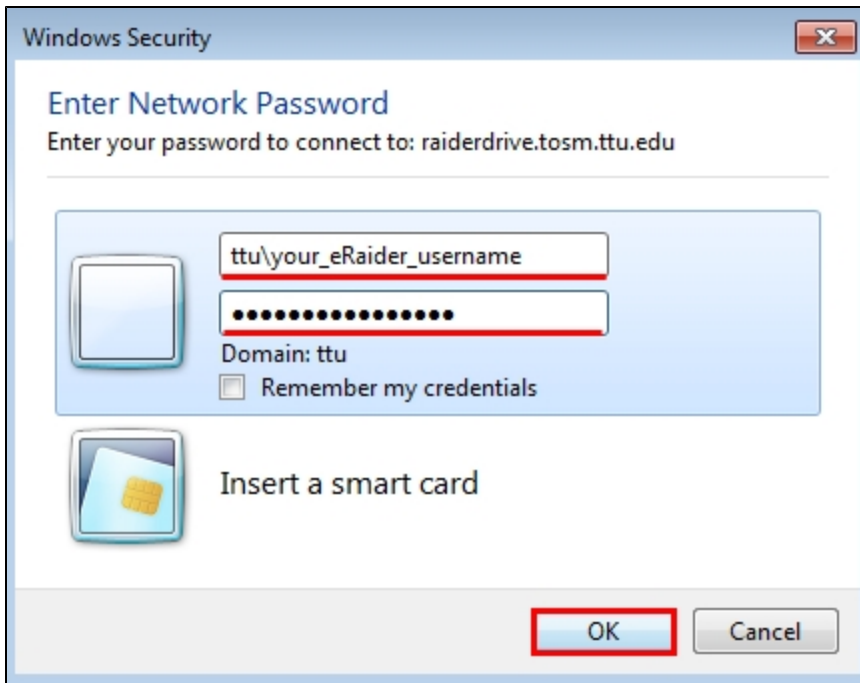 Windows Security
Enter Network Password
Enter your password to connect to: raiderdrive.tosm.ttu.edu
ttu\your_eRaider_username
●●●●●●●●●●●●●●●●
Domain: ttu
Remember my credentials
Insert a smart card
OK
Cancel